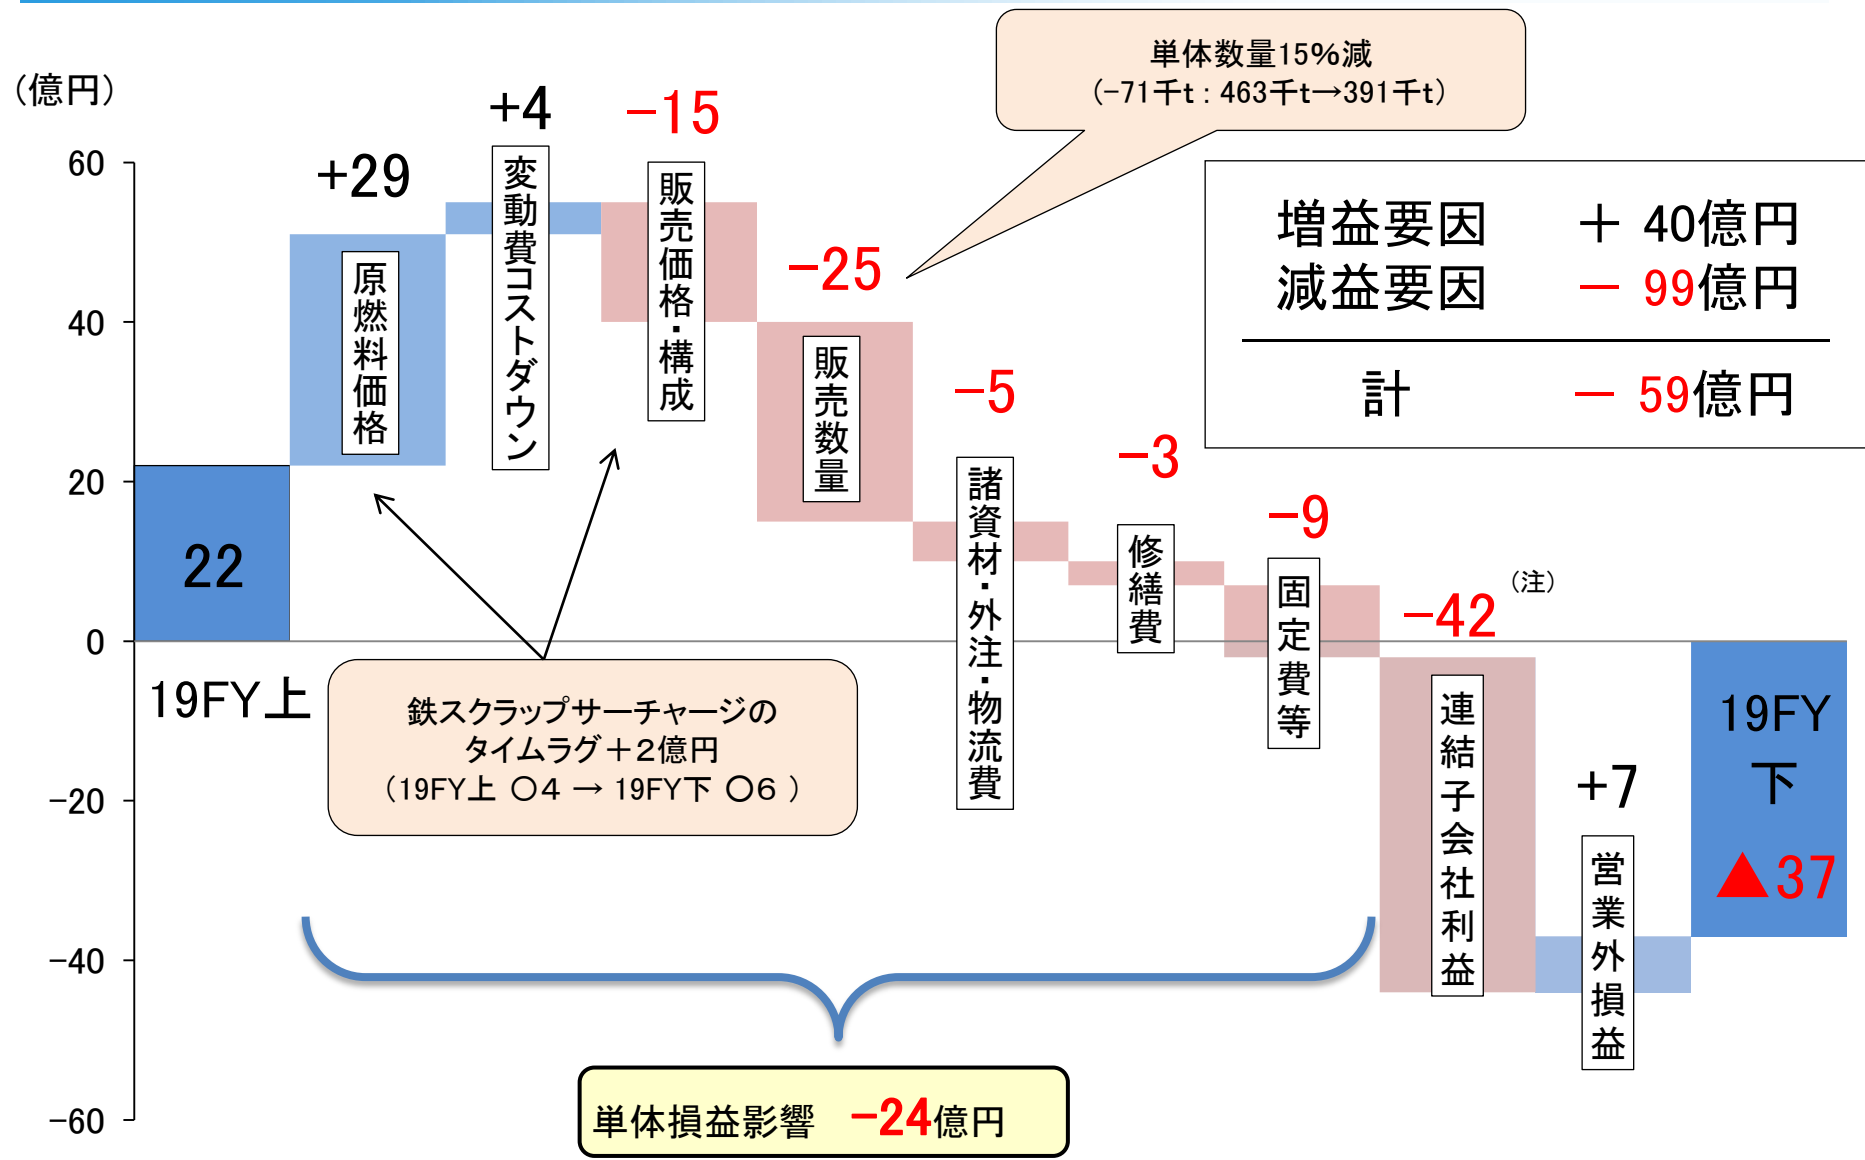 (億円)
60
40
20
0
−20
−40
−60
22
19FY上
+29
原燃料価格
+4
変動費コストダウン
−15
販売価格・構成
−25
販売数量
−5
諸資材・外注・物流費
−3
修繕費
−9
固定費等
−42
(注)
連結子会社利益
+7
営業外損益
19FY
下
▲37
単体数量15%減
(-71千t:463千t→391千t)
増益要因 + 40億円
減益要因 − 99億円
計 − 59億円
鉄スクラップサーチャージの
タイムラグ+2億円
(19FY上 〇4 → 19FY下 〇6 )
単体損益影響 −24億円